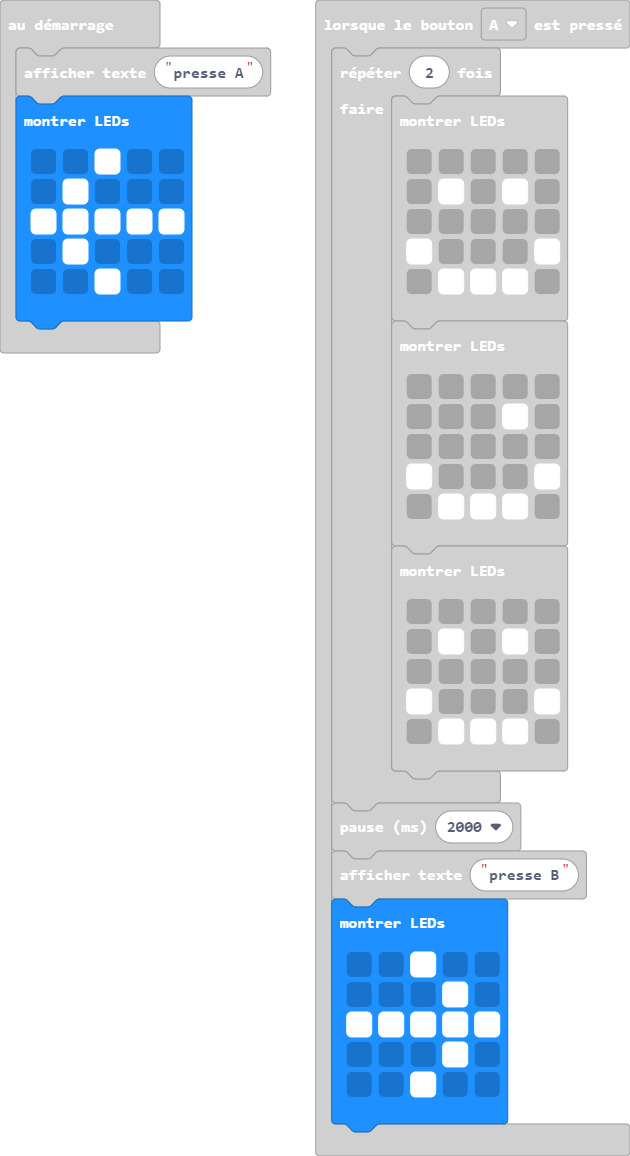 au démarrage
afficher texte "presse A"
montrer LEDs
lorsque le bouton A est pressé
répéter 2 fois
faire
montrer LEDs
montrer LEDs
montrer LEDs
pause (ms) 2000
afficher texte "presse B"
montrer LEDs